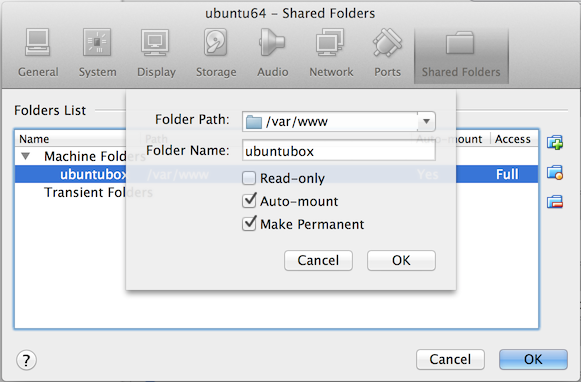 ubuntu64 – Shared Folders
General System Display Storage Audio Network Ports Shared Folders
Folders List
Folder Path: /var/www
Name Path Auto-mount Access
Folder Name: ubuntubox
Machine Folders
ubuntubox /var/www Yes Full
Read-only
Transient Folders
Auto-mount
Make Permanent
Cancel OK
? Cancel OK